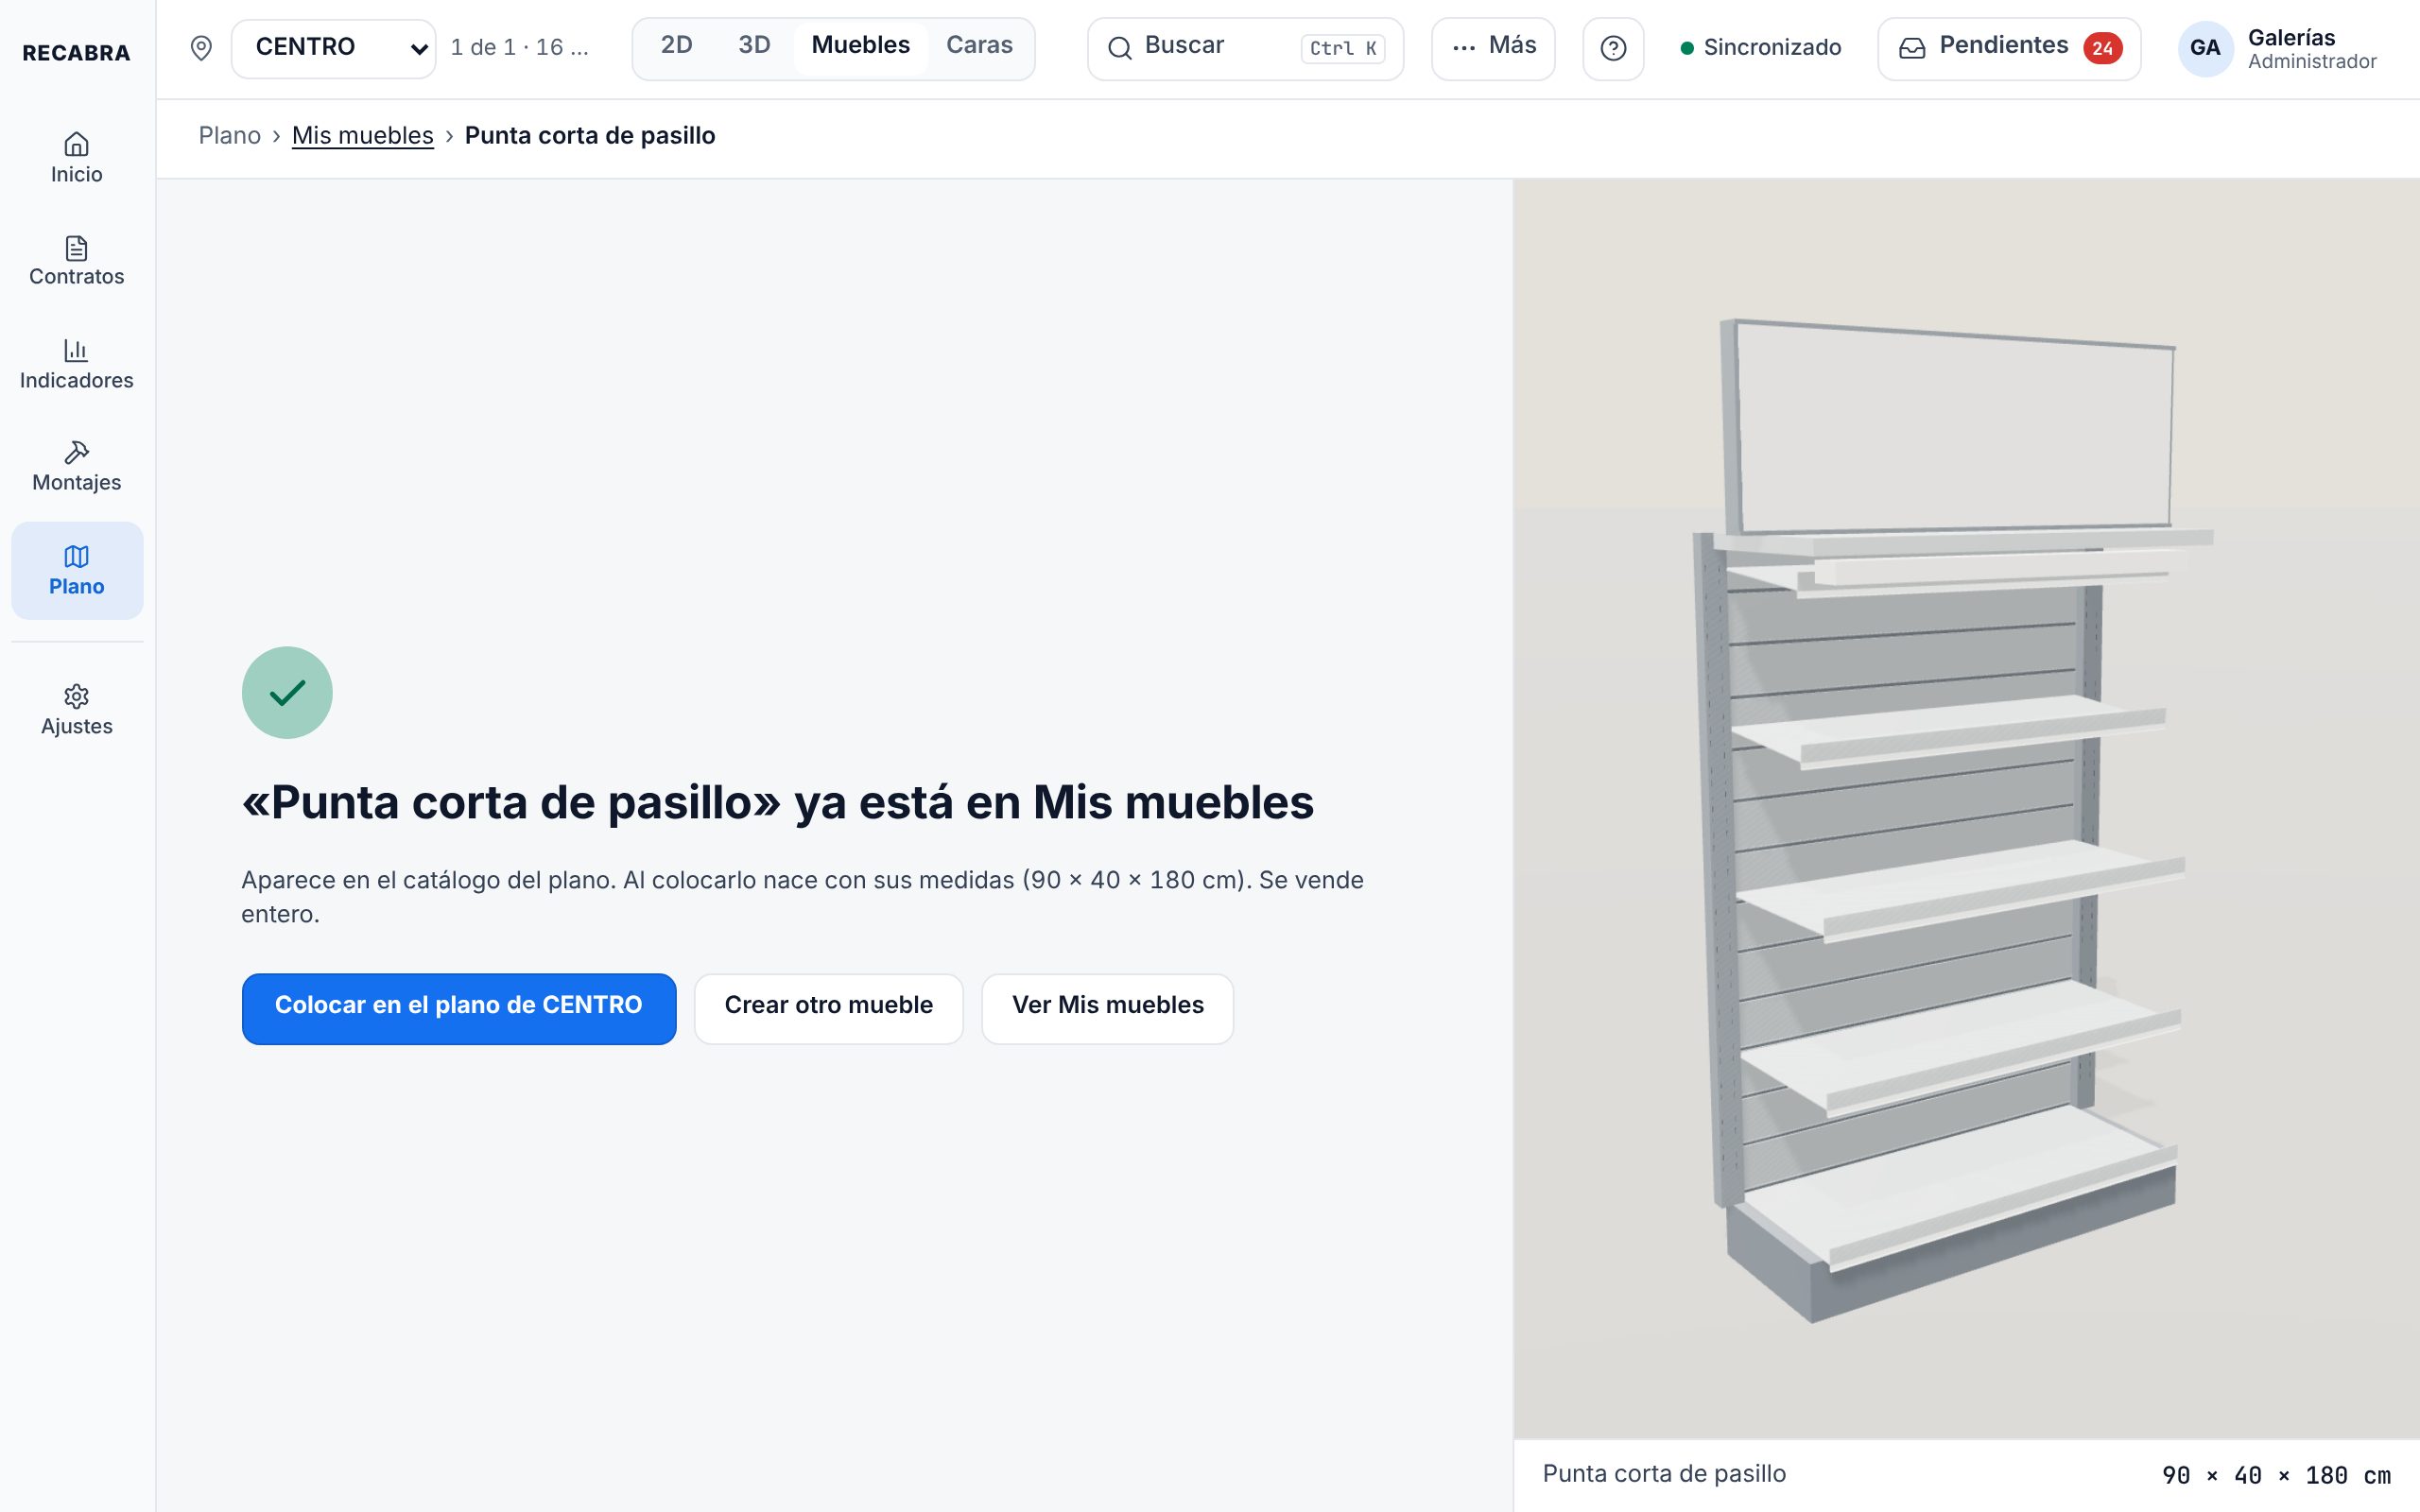 RECABRA
CENTRO
1 de 1 · 16 ...
2D
3D
Muebles
Caras
Buscar
Ctrl K
Más
Sincronizado
Pendientes
24
GA
Galerías
Administrador
Inicio
Contratos
Indicadores
Montajes
Plano
Ajustes
Plano › Mis muebles › Punta corta de pasillo
«Punta corta de pasillo» ya está en Mis muebles
Aparece en el catálogo del plano. Al colocarlo nace con sus medidas (90 × 40 × 180 cm). Se vende
entero.
Colocar en el plano de CENTRO
Crear otro mueble
Ver Mis muebles
Punta corta de pasillo
90 × 40 × 180 cm